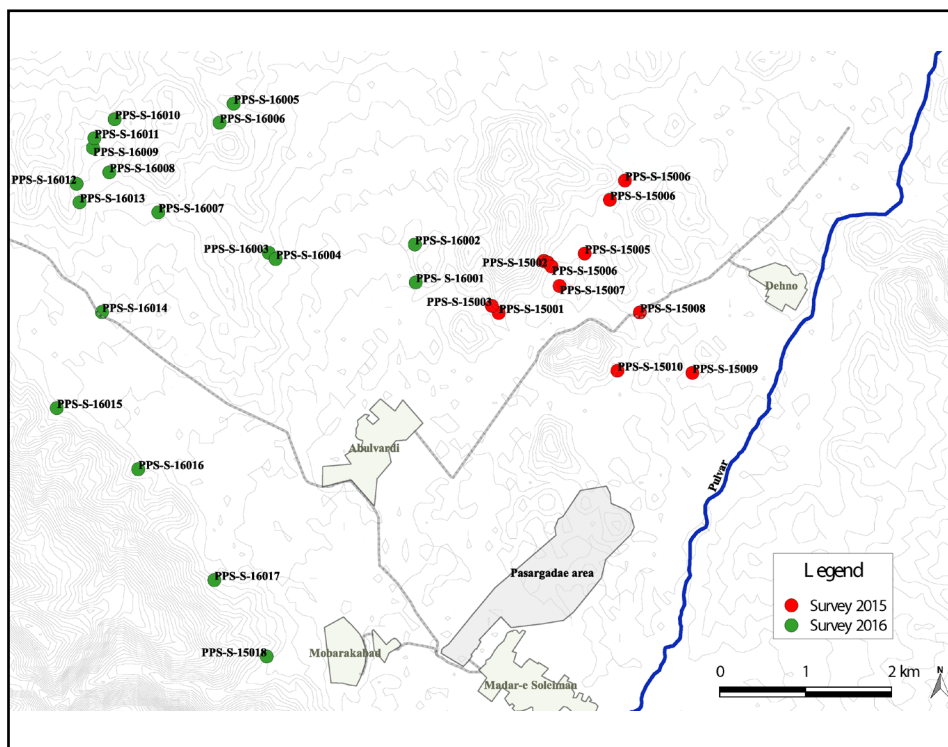 PPS-S-16005
PPS-S-16010
PPS-S-16006
PPS-S-16011
PPS-S-16009
PPS-S-16008
PPS-S-16012
PPS-S-15006
PPS-S-16013
PPS-S-15006
PPS-S-16007
PPS-S-16002
PPS-S-16003
PPS-S-15005
PPS-S-16004
PPS-S-15002
PPS-S-15006
PPS- S-16001
Dehno
PPS-S-15007
PPS-S-15003
PPS-S-16014
PPS-S-15001
PPS-S-15008
PPS-S-15010
PPS-S-15009
PPS-S-16015
Abulvardi
PPS-S-16016
Pulvar
Pasargadae area
Legend
PPS-S-16017
Survey 2015
Survey 2016
PPS-S-15018
Mobarakabad
Madar-e Soleiman
0 1 2 km
N